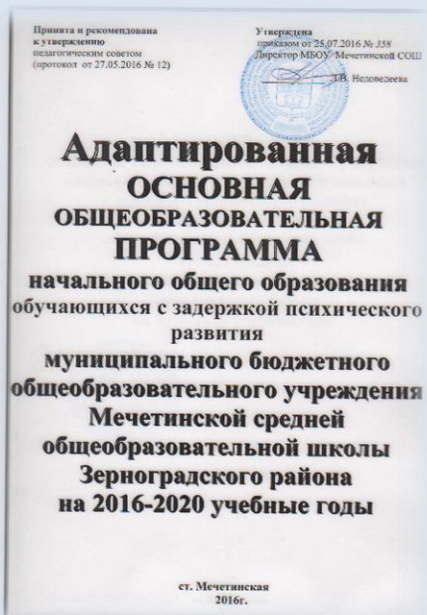 Принята и рекомендована
к утверждению
педагогическим советом
(протокол от 27.05.2016 № 12)
Утверждена
приказом от 25.07.2016 № 358
Директор МБОУ Мечетинской СОШ
Г.В. Недоведеева
Адаптированная
ОСНОВНАЯ
ОБЩЕОБРАЗОВАТЕЛЬНАЯ
ПРОГРАММА
начального общего образования
обучающихся с задержкой психического
развития
муниципального бюджетного
общеобразовательного учреждения
Мечетинской средней
общеобразовательной школы
Зерноградского района
на 2016-2020 учебные годы
ст. Мечетинская
2016г.